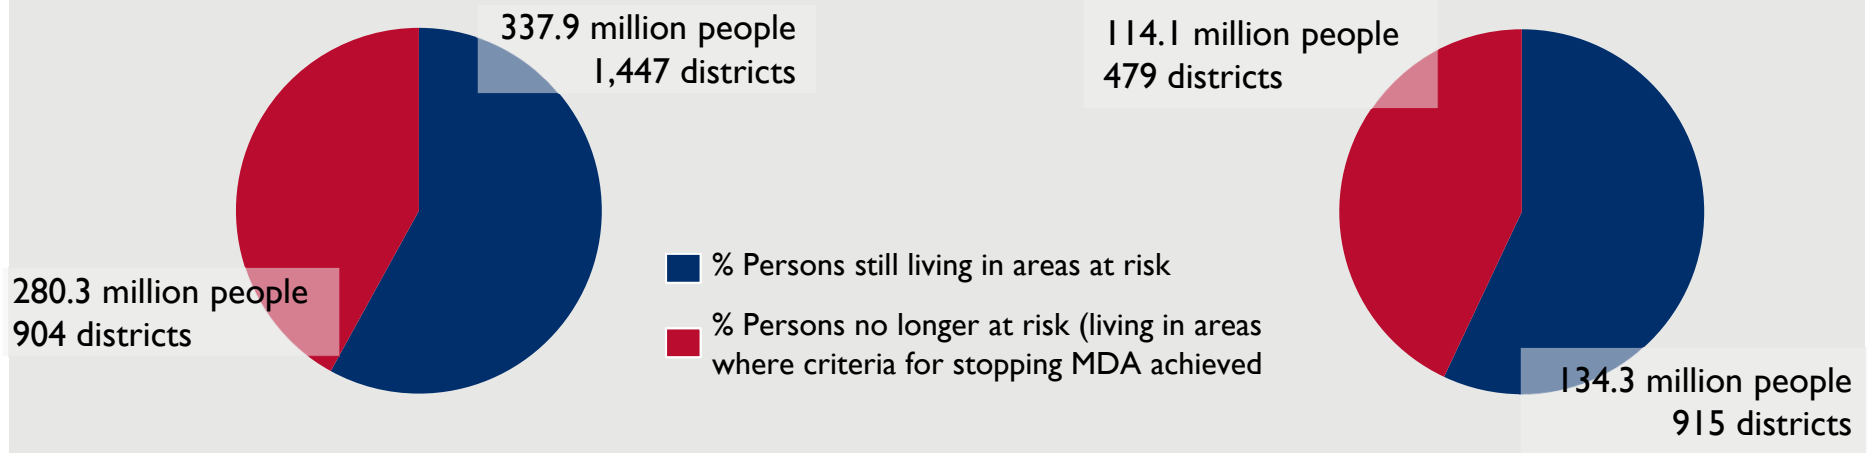 337.9 million people
1,447 districts
114.1 million people
479 districts
280.3 million people
904 districts
% Persons still living in areas at risk
% Persons no longer at risk (living in areas
where criteria for stopping MDA achieved
134.3 million people
915 districts